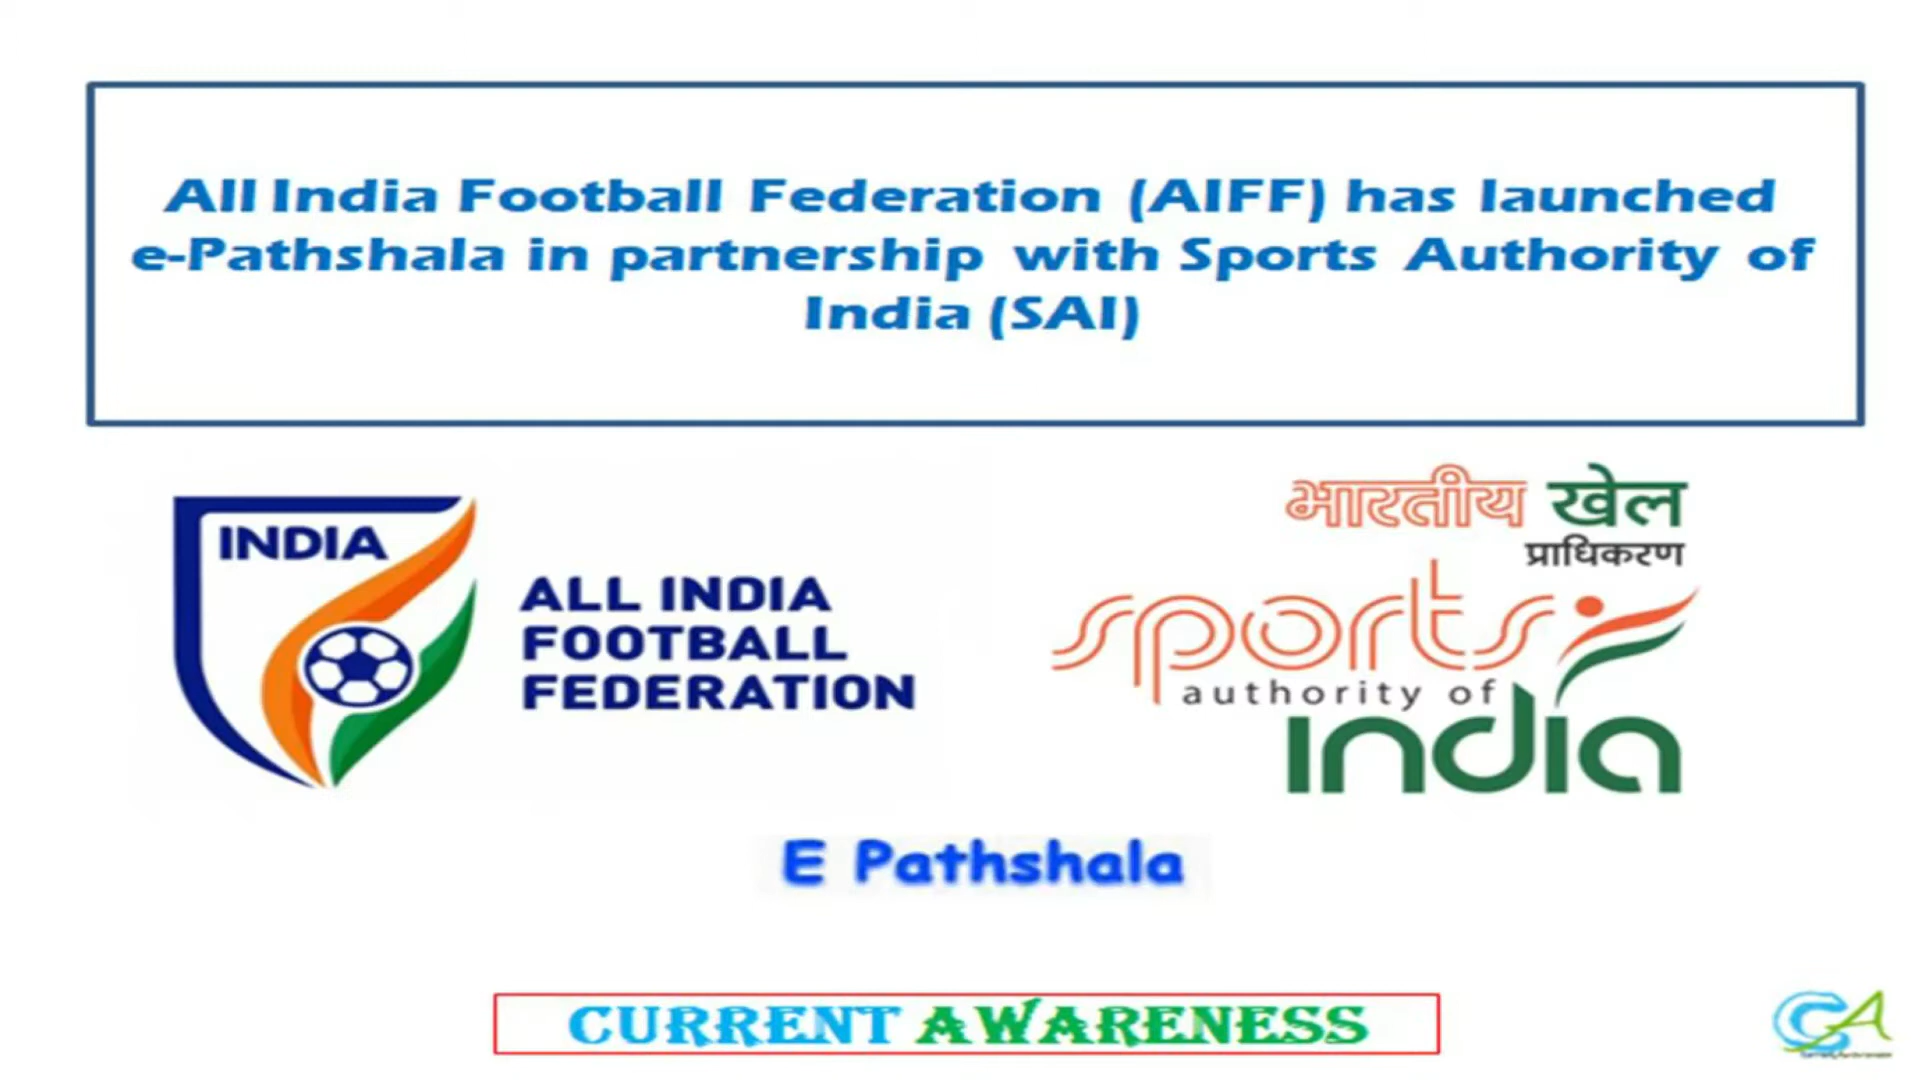 All India Football Federation (AIFF) has launched
e-Pathshala in partnership with Sports Authority of
India (SAI)
INDIA
ALL INDIA
FOOTBALL
FEDERATION
भारतीय खेल
प्राधिकरण
sports
authority of
india
E Pathshala
CURRENT AWARENESS
CA